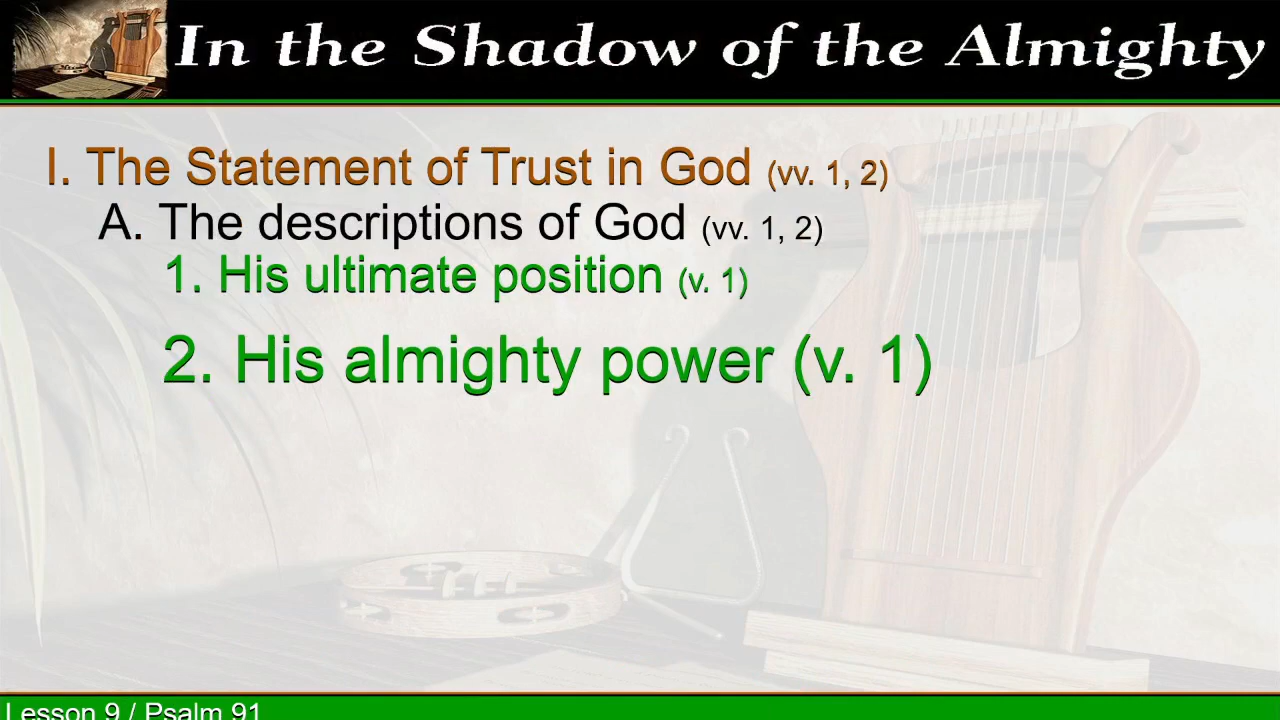 In the Shadow of the Almighty
I. The Statement of Trust in God (vv. 1, 2)
A. The descriptions of God (vv. 1, 2)
1. His ultimate position (v. 1)
2. His almighty power (v. 1)
Lesson 9 / Psalm 91